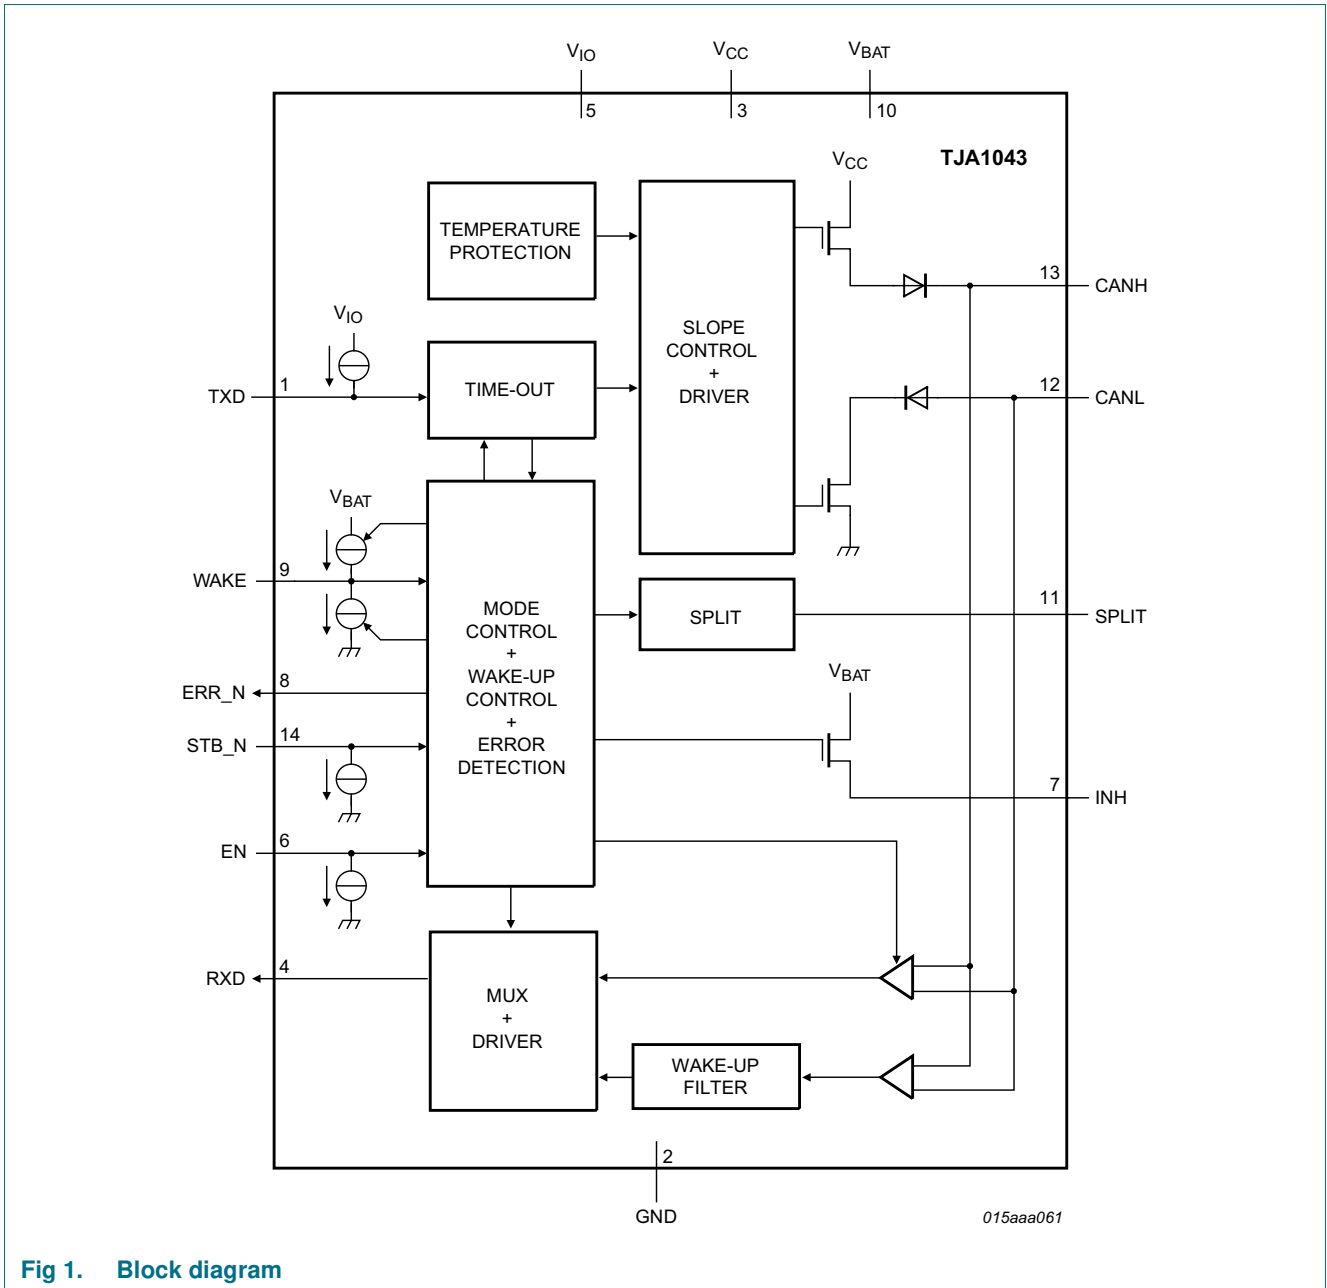 VIO
VCC
VBAT
5
3
10
TJA1043
VCC
TEMPERATURE
PROTECTION
13
CANH
VIO
SLOPE
CONTROL
+
DRIVER
1
TXD
TIME-OUT
12
CANL
VBAT
9
WAKE
MODE
CONTROL
+
WAKE-UP
CONTROL
+
ERROR
DETECTION
SPLIT
11
SPLIT
8
ERR_N
VBAT
14
STB_N
7
INH
6
EN
4
RXD
MUX
+
DRIVER
WAKE-UP
FILTER
2
GND
015aaa061
Fig 1. Block diagram